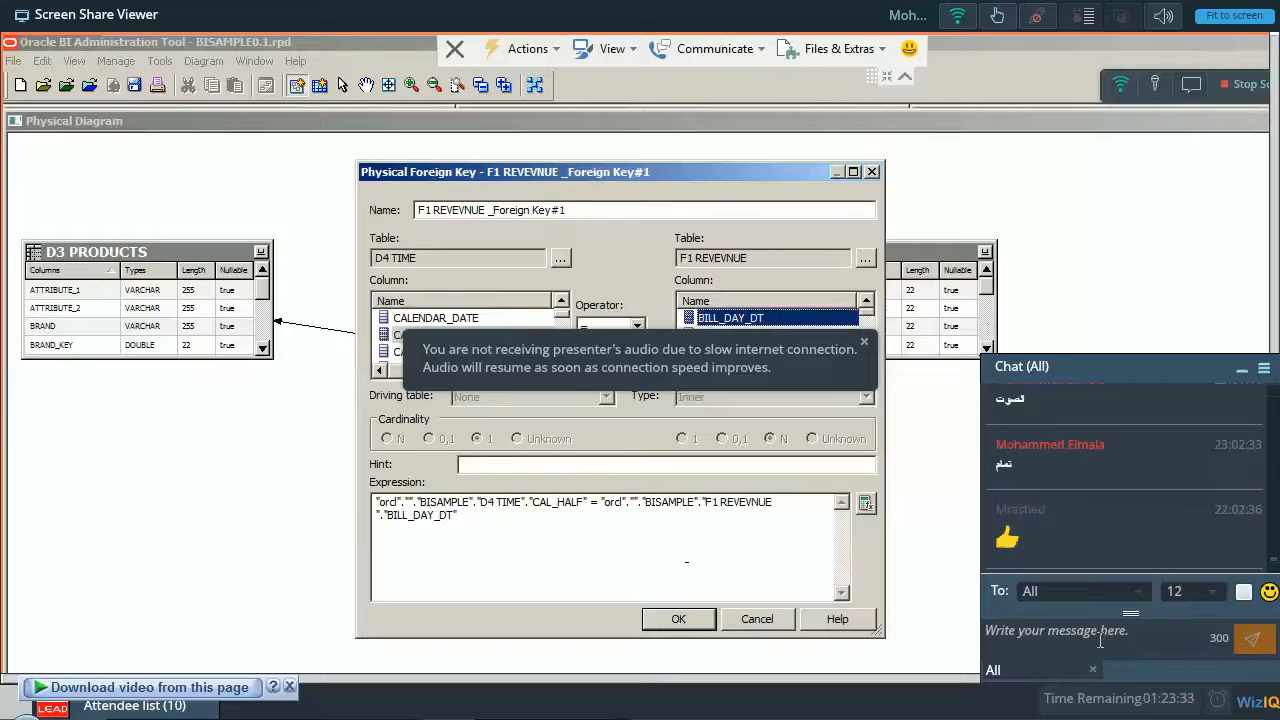 Screen Share Viewer
Moh...
Fit to screen
Oracle BI Administration Tool - BISAMPLE0.1.rpd
Actions
View
Communicate
Files & Extras
File Edit View Manage Tools Diagram Window Help
Stop Sc
Physical Diagram
Physical Foreign Key - F1 REVEVNUE _Foreign Key#1
Name: F1 REVEVNUE _Foreign Key#1
Table:
D4 TIME
...
Table:
F1 REVEVNUE
...
Column:
Name
CALENDAR_DATE
Operator:
=
Column:
Name
BILL_DAY_DT
D3 PRODUCTS
Columns Types Length Nullable
ATTRIBUTE_1 VARCHAR 255 true
ATTRIBUTE_2 VARCHAR 255 true
BRAND VARCHAR 255 true
BRAND_KEY DOUBLE 22 true
Length Nullable
22 true
22 true
22 true
22 true
You are not receiving presenter's audio due to slow internet connection.
Audio will resume as soon as connection speed improves.
Driving table: None
Type: Inner
Cardinality
N 0,1 1 Unknown
1 0,1 N Unknown
Hint:
Expression:
"orcl".""."BISAMPLE"."D4 TIME"."CAL_HALF" = "orcl".""."BISAMPLE"."F1 REVEVNUE
"."BILL_DAY_DT"
OK
Cancel
Help
Chat (All)
الصوت
Mohammed Elmala 23:02:33
تمام
Mrashed 22:02:36
To: All 12
Write your message here.
300
All
Time Remaining 01:23:33
WizIQ
Download video from this page
?
LEAD
Attendee list (10)